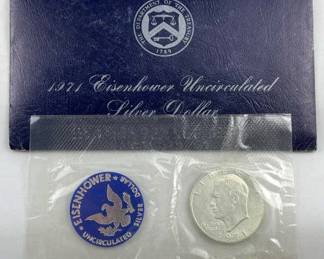 THE DEPARTMENT OF THE TREASURY
1789
1971 Eisenhower Uncirculated
Silver Dollar
EISENHOWER SILVER DOLLAR
UNCIRCULATED